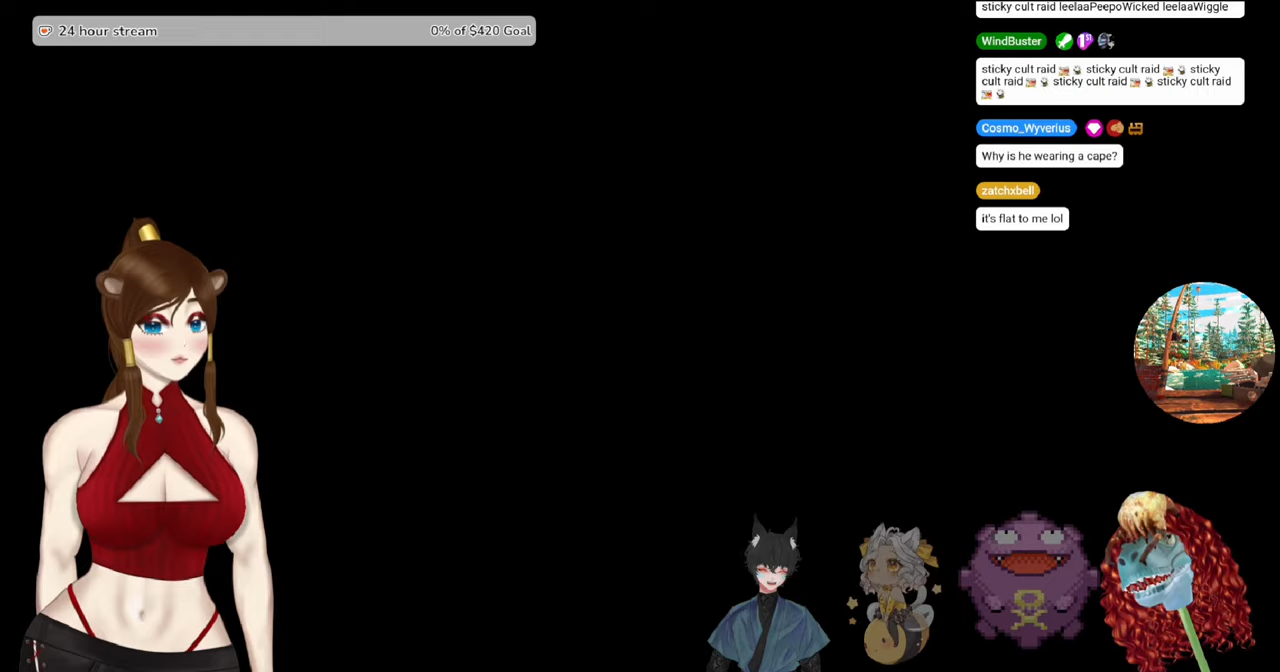 24 hour stream 0% of $420 Goal
sticky cult raid leelaaPeepoWicked leelaaWiggle
WindBuster
sticky cult raid sticky cult raid sticky
cult raid sticky cult raid sticky cult raid
Cosmo_Wyverius
Why is he wearing a cape?
zatchxbell
it's flat to me lol